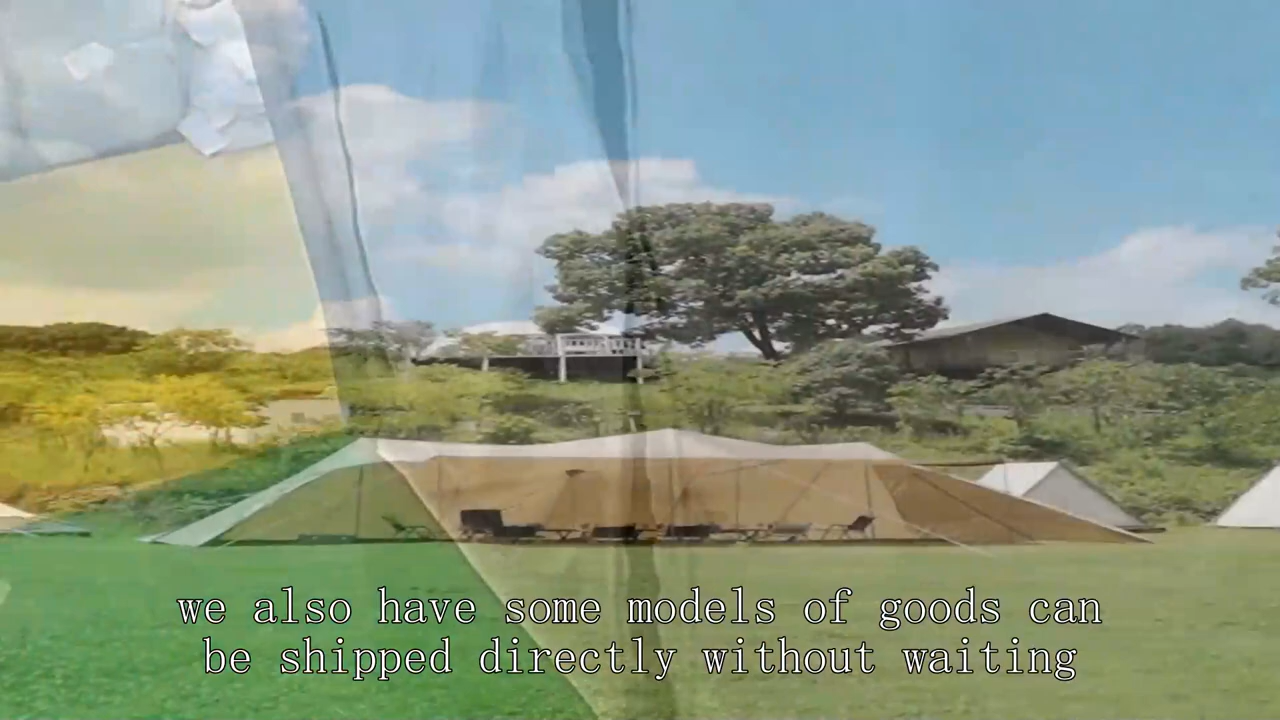 we also have some models of goods can
be shipped directly without waiting